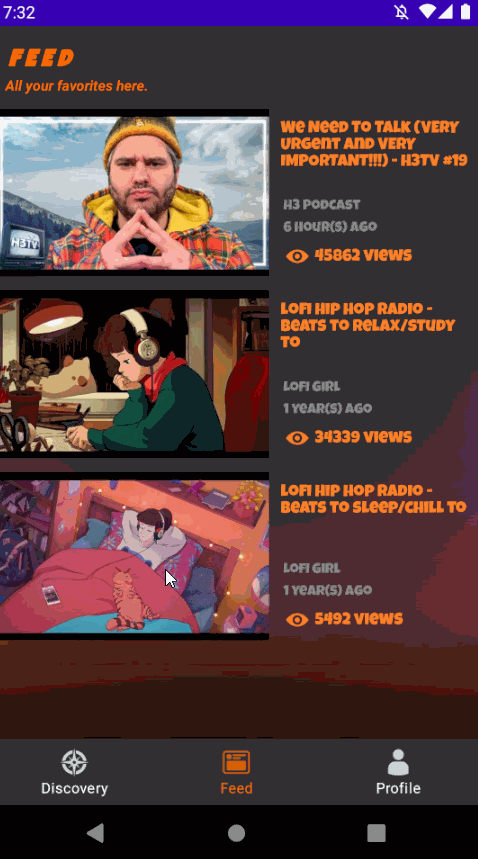 7:32
FEED
All your favorites here.
We Need To Talk (Very
Urgent And Very
Important!!!) - H3TV #19
H3 Podcast
6 hour(s) ago
45862 views
H3TV
lofi hip hop radio -
beats to relax/study
to
Lofi Girl
1 year(s) ago
34339 views
lofi hip hop radio -
beats to sleep/chill to
Lofi Girl
1 year(s) ago
5492 views
Discovery
Feed
Profile